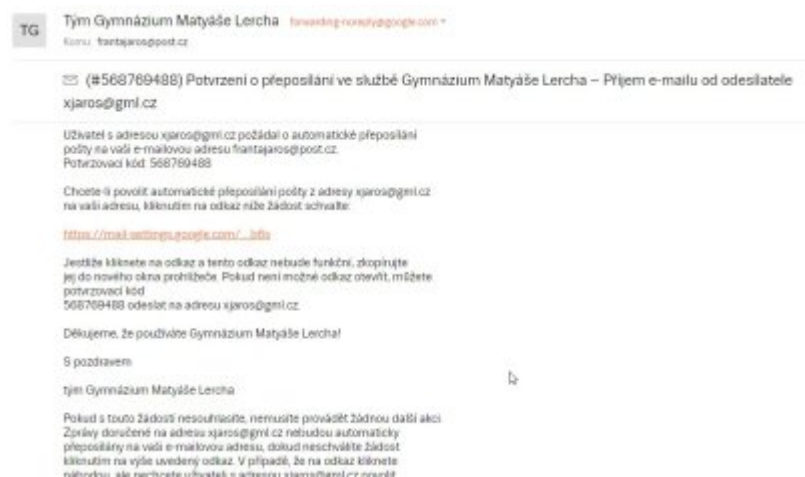 TG
Tým Gymnázium Matyáše Lercha forwarding-noreply@google.com
Komu: frantajaros@post.cz
(#568769488) Potvrzení o přeposílání ve službě Gymnázium Matyáše Lercha – Příjem e-mailu od odesílatele
xjaros@gml.cz
Uživatel s adresou xjaros@gml.cz požádal o automatické přeposílání
pošty na vaši e-mailovou adresu frantajaros@post.cz.
Potvrzovací kód: 568769488
Chcete-li povolit automatické přeposílání pošty z adresy xjaros@gml.cz
na vaši adresu, kliknutím na odkaz níže žádost schvalte:
https://mail-settings.google.com/...b6s
Jestliže kliknete na odkaz a tento odkaz nebude funkční, zkopírujte
jej do nového okna prohlížeče. Pokud není možné odkaz otevřít, můžete
potvrzovací kód
568769488 odeslat na adresu xjaros@gml.cz.
Děkujeme, že používáte Gymnázium Matyáše Lercha!
S pozdravem
tým Gymnázium Matyáše Lercha
Pokud s touto žádostí nesouhlasíte, nemusíte provádět žádnou další akci.
Zprávy doručené na adresu xjaros@gml.cz nebudou automaticky
přeposílány na vaši e-mailovou adresu, dokud neschválíte žádost
kliknutím na výše uvedený odkaz. V případě, že na odkaz kliknete
náhodou, ale nechcete uživateli s adresou xjaros@gml.cz povolit